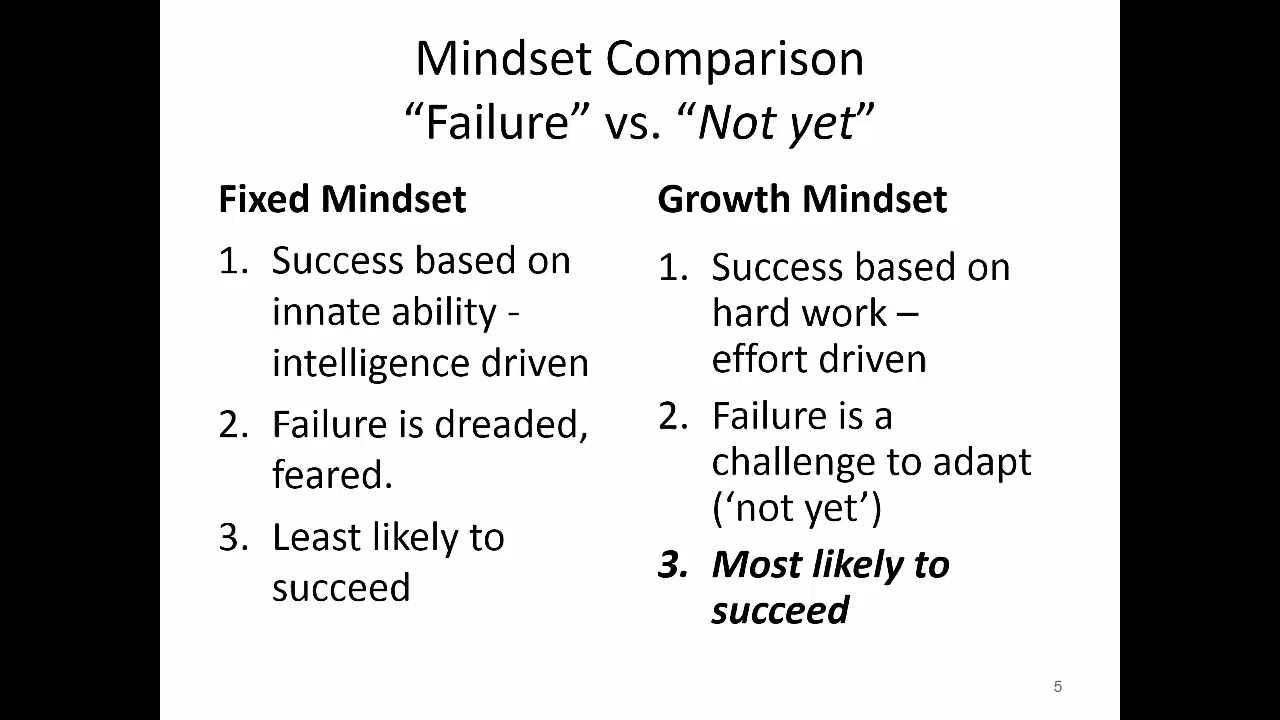 Mindset Comparison
“Failure” vs. “Not yet”
Fixed Mindset
1. Success based on
innate ability -
intelligence driven
2. Failure is dreaded,
feared.
3. Least likely to
succeed
Growth Mindset
1. Success based on
hard work –
effort driven
2. Failure is a
challenge to adapt
(‘not yet’)
3. Most likely to
succeed
5